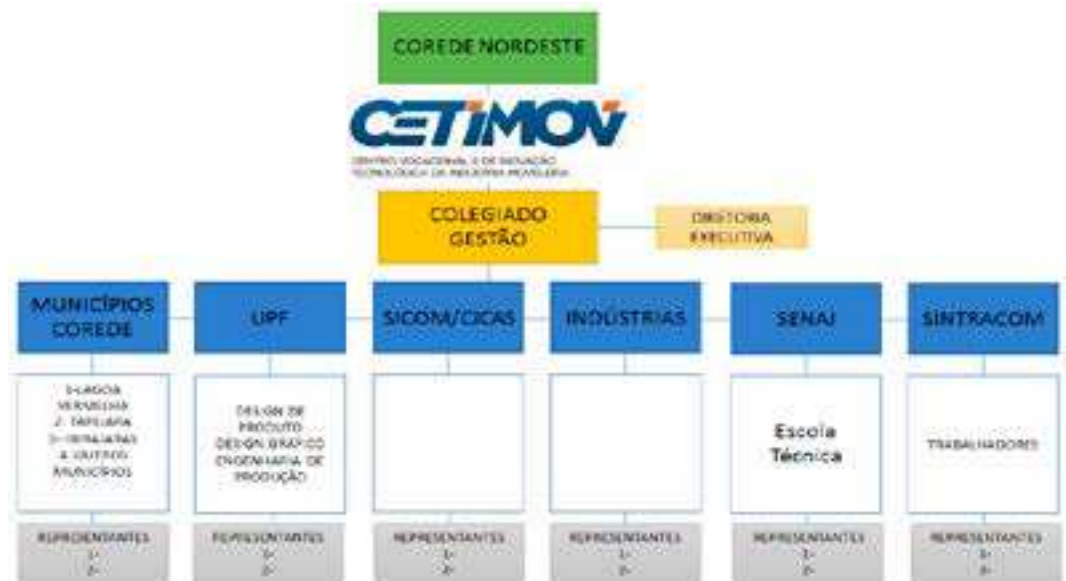 COREDE NORDESTE
CETIMOV
CENTRO VOCACIONAL E DE INOVAÇÃO
TECNOLÓGICA DA INDÚSTRIA MOVELEIRA
COLEGIADO
GESTÃO
DIRETORIA
EXECUTIVA
MUNICÍPIOS
COREDE
UPF
SICOM/CICAS
INDÚSTRIAS
SENAI
SINTRACOM
1-LAGOA
VERMELHA
2- TAPEJARA
3- IBIRAIARAS
4 OUTROS
MUNICÍPIOS
DESIGN DE
PRODUTO
DESIGN GRÁFICO
ENGENHARIA DE
PRODUÇÃO
Escola
Técnica
TRABALHADORES
REPRESENTANTES
1-
2-
REPRESENTANTES
1-
2-
REPRESENTANTES
1-
2-
REPRESENTANTES
1-
2-
REPRESENTANTES
1-
2-
REPRESENTANTES
1-
2-